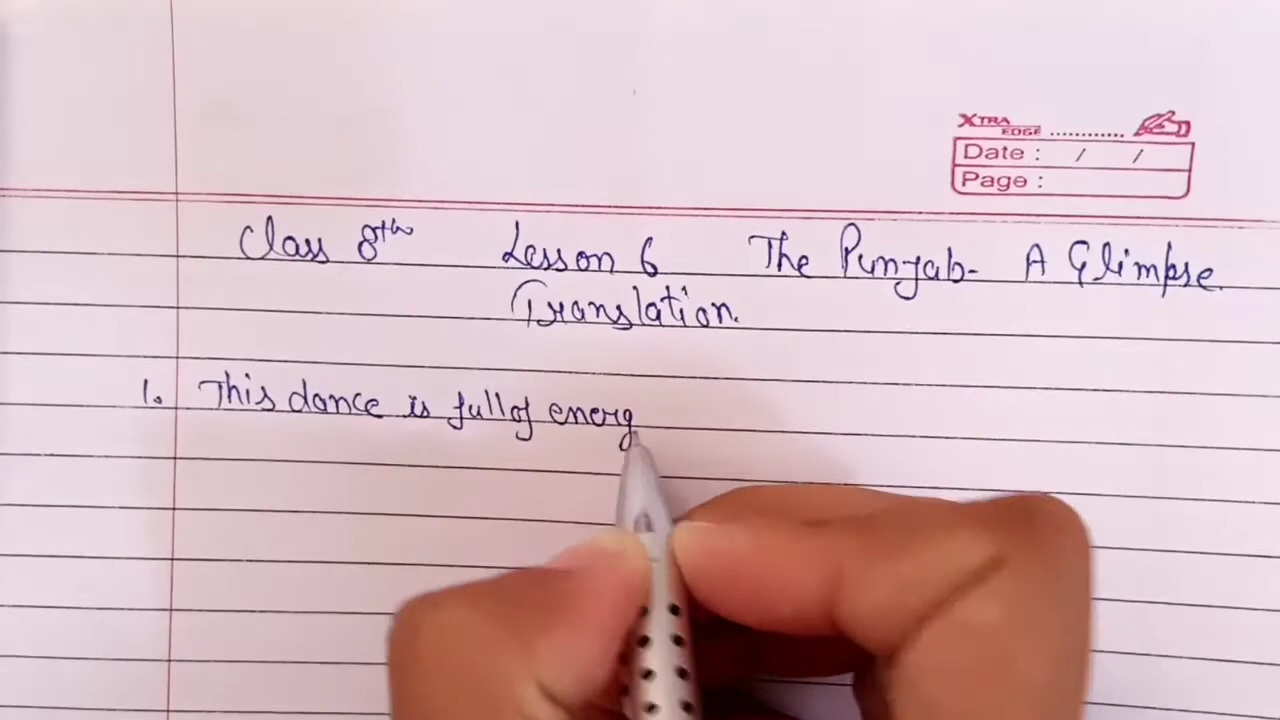 XTRA
EDGE ............
Date : / /
Page :
Class 8th Lesson 6 The Punjab- A Glimpse.
Translation.
1. This dance is full of energ